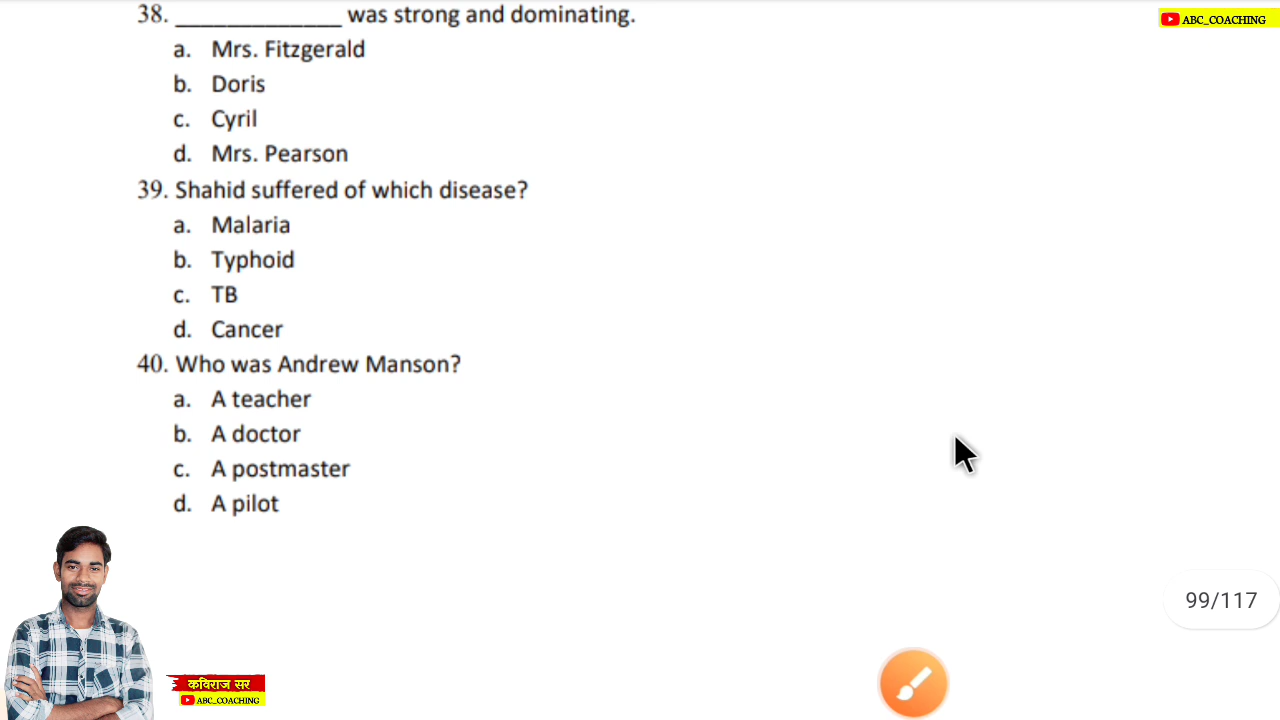 38. _____________ was strong and dominating.
ABC_COACHING
a. Mrs. Fitzgerald
b. Doris
c. Cyril
d. Mrs. Pearson
39. Shahid suffered of which disease?
a. Malaria
b. Typhoid
c. TB
d. Cancer
40. Who was Andrew Manson?
a. A teacher
b. A doctor
c. A postmaster
d. A pilot
99/117
कविराज सर
ABC_COACHING